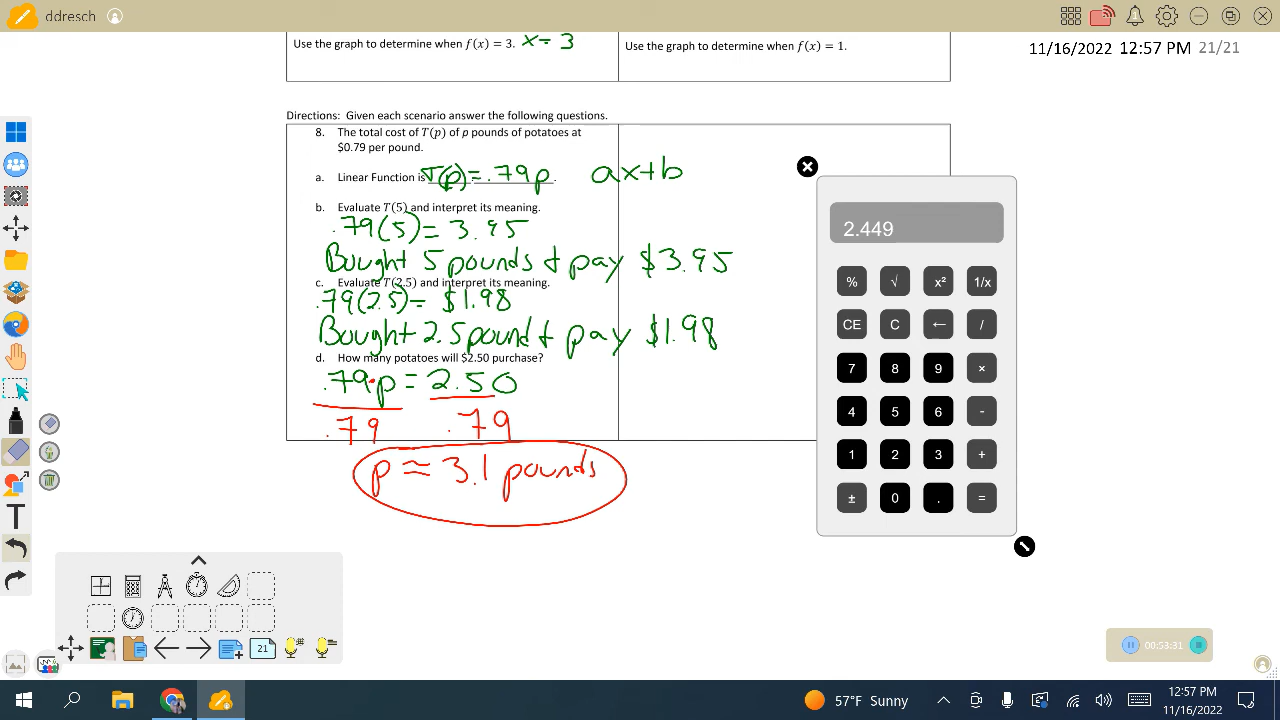 ddresch
11/16/2022 12:57 PM 21/21
Use the graph to determine when f(x) = 3. x = 3
Use the graph to determine when f(x) = 1.
Directions: Given each scenario answer the following questions.
8. The total cost of T(p) of p pounds of potatoes at
$0.79 per pound.
a. Linear Function is T(p) = .79p . ax+b
b. Evaluate T(5) and interpret its meaning.
.79(5) = 3.95
Bought 5 pounds + pay $3.95
c. Evaluate T(2.5) and interpret its meaning.
.79(2.5) = $1.98
Bought 2.5 pound + pay $1.98
d. How many potatoes will $2.50 purchase?
.79•p = 2.50
.79 .79
p ≈ 3.1 pounds
2.449
% √ x² 1/x
CE C ← /
7 8 9 ×
4 5 6 -
1 2 3 +
± 0 . =
T
21
00:53:31
57°F Sunny
12:57 PM
11/16/2022